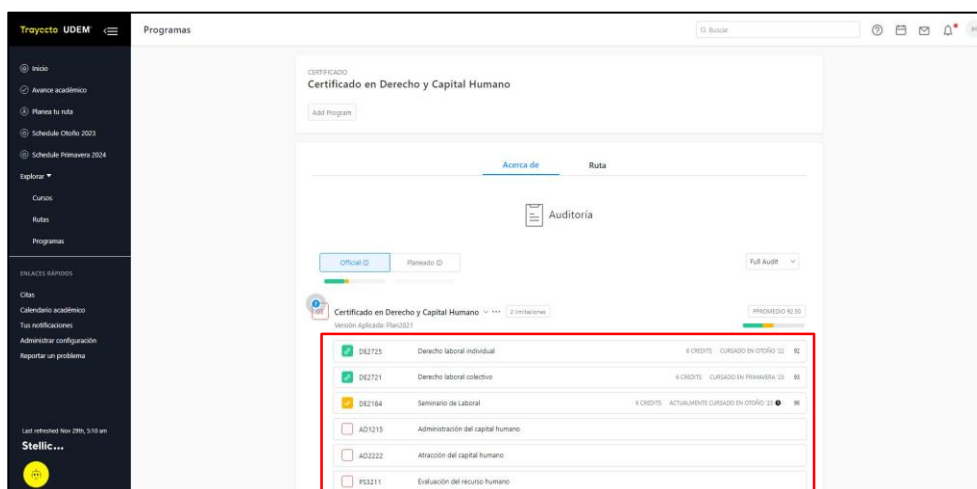 Trayecto UDEM
Programas
Buscar
Inicio
Avance académico
Planea tu ruta
Schedule Otoño 2023
Schedule Primavera 2024
Explorar
Cursos
Rutas
Programas
ENLACES RÁPIDOS
Citas
Calendario académico
Tus notificaciones
Administrar configuración
Reportar un problema
Last refreshed Nov 29th, 5:10 am
Stellic...
CERTIFICADO
Certificado en Derecho y Capital Humano
Add Program
Acerca de Ruta
Auditoría
Official Planeado Full Audit
Certificado en Derecho y Capital Humano ... 2 limitaciones PPROMEDIO 92.50
Versión Aplicada: Plan2021
DE2725 Derecho laboral individual 6 CREDITS CURSADO EN OTOÑO '22 92
DE2721 Derecho laboral colectivo 6 CREDITS CURSADO EN PRIMAVERA '23 93
DE2164 Seminario de Laboral 6 CREDITS ACTUALMENTE CURSADO EN OTOÑO '23
AD1215 Administración del capital humano
AD2222 Atracción del capital humano
PS3211 Evaluación del recurso humano